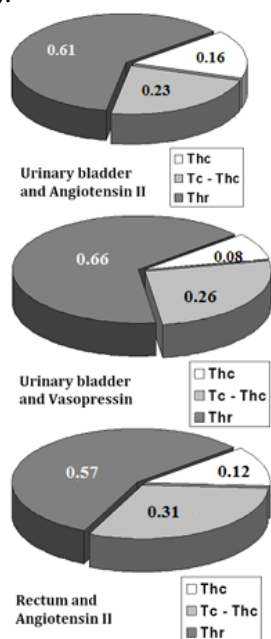 0.61
0.16
0.23
Thc
Tc - Thc
Thr
Urinary bladder
and Angiotensin II
0.66
0.08
0.26
Urinary bladder
and Vasopressin
Thc
Tc - Thc
Thr
0.57
0.12
0.31
Thc
Tc - Thc
Thr
Rectum and
Angiotensin II